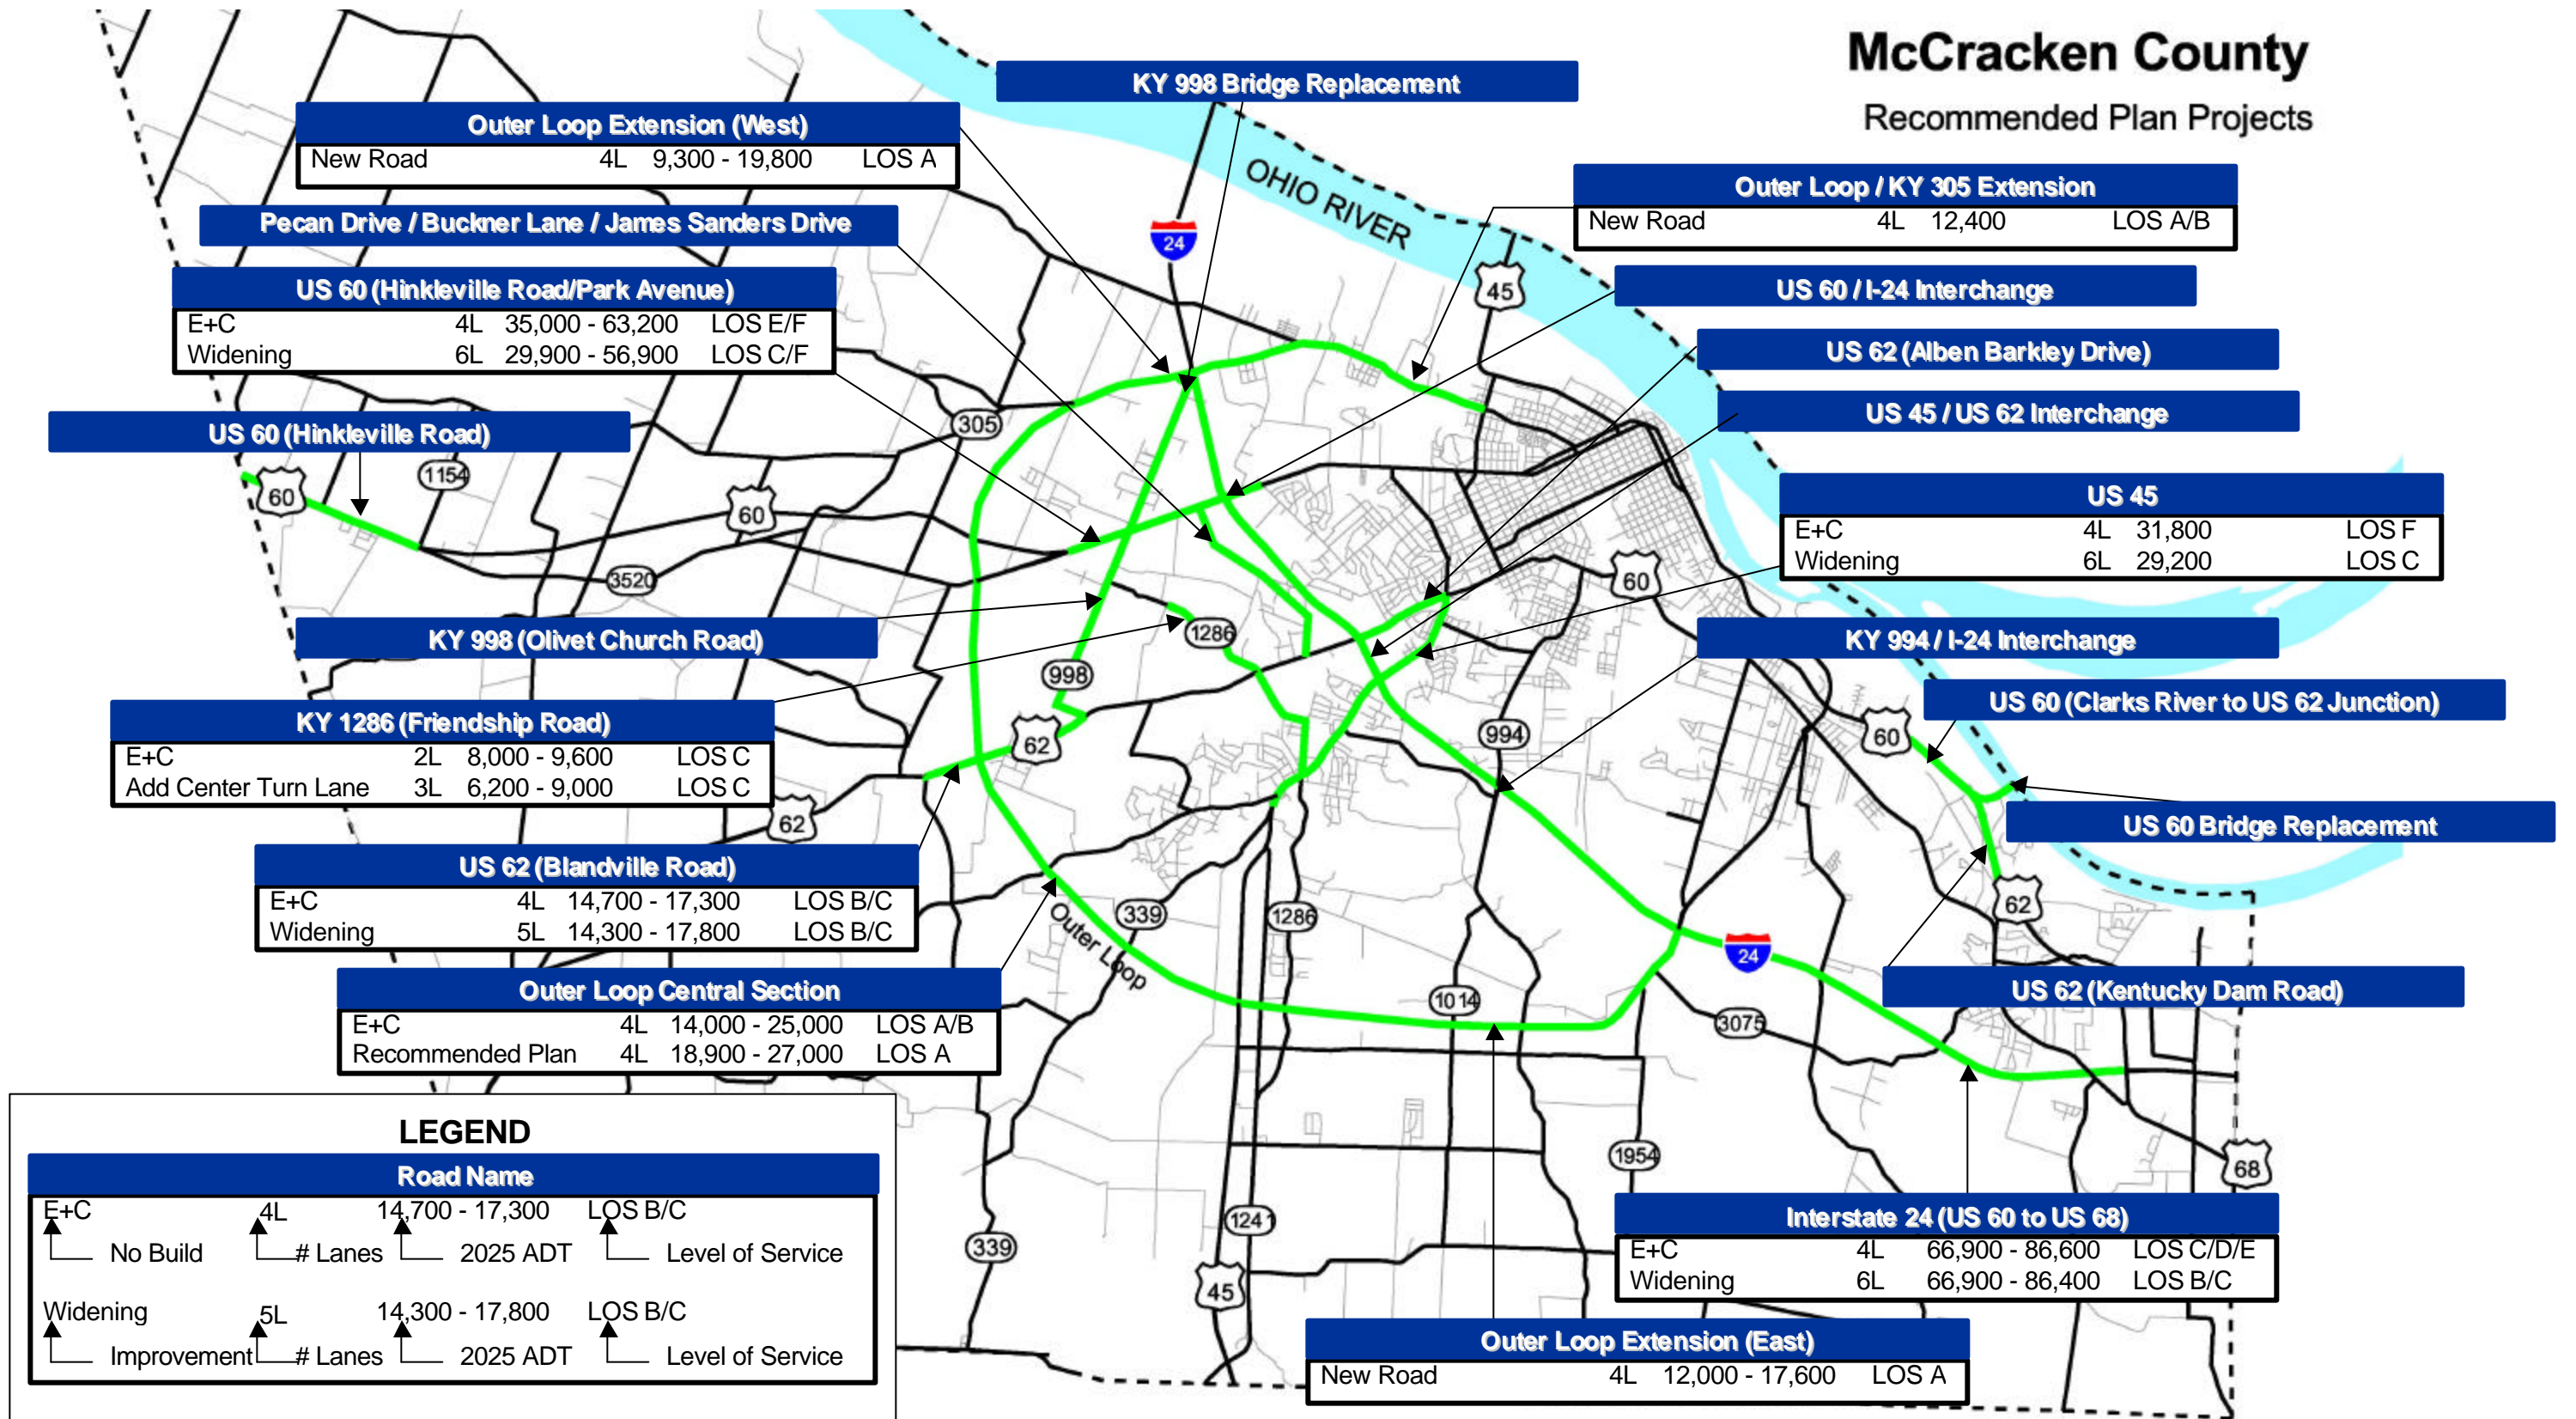 McCracken County
Recommended Plan Projects
KY 998 Bridge Replacement
Outer Loop Extension (West)
New Road 4L 9,300 - 19,800 LOS A
Pecan Drive / Buckner Lane / James Sanders Drive
US 60 (Hinkleville Road/Park Avenue)
E+C 4L 35,000 - 63,200 LOS E/F
Widening 6L 29,900 - 56,900 LOS C/F
US 60 (Hinkleville Road)
KY 998 (Olivet Church Road)
KY 1286 (Friendship Road)
E+C 2L 8,000 - 9,600 LOS C
Add Center Turn Lane 3L 6,200 - 9,000 LOS C
US 62 (Blandville Road)
E+C 4L 14,700 - 17,300 LOS B/C
Widening 5L 14,300 - 17,800 LOS B/C
Outer Loop Central Section
E+C 4L 14,000 - 25,000 LOS A/B
Recommended Plan 4L 18,900 - 27,000 LOS A
Outer Loop / KY 305 Extension
New Road 4L 12,400 LOS A/B
US 60 / I-24 Interchange
US 62 (Alben Barkley Drive)
US 45 / US 62 Interchange
US 45
E+C 4L 31,800 LOS F
Widening 6L 29,200 LOS C
KY 994 / I-24 Interchange
US 60 (Clarks River to US 62 Junction)
US 60 Bridge Replacement
US 62 (Kentucky Dam Road)
Interstate 24 (US 60 to US 68)
E+C 4L 66,900 - 86,600 LOS C/D/E
Widening 6L 66,900 - 86,400 LOS B/C
Outer Loop Extension (East)
New Road 4L 12,000 - 17,600 LOS A
OHIO RIVER
24
45
305
1154
60
60
3520
60
1286
998
62
994
60
62
62
339
1286
Outer Loop
24
1014
3075
1954
68
1241
339
45
LEGEND
Road Name
E+C 4L 14,700 - 17,300 LOS B/C
No Build # Lanes 2025 ADT Level of Service
Widening 5L 14,300 - 17,800 LOS B/C
Improvement # Lanes 2025 ADT Level of Service